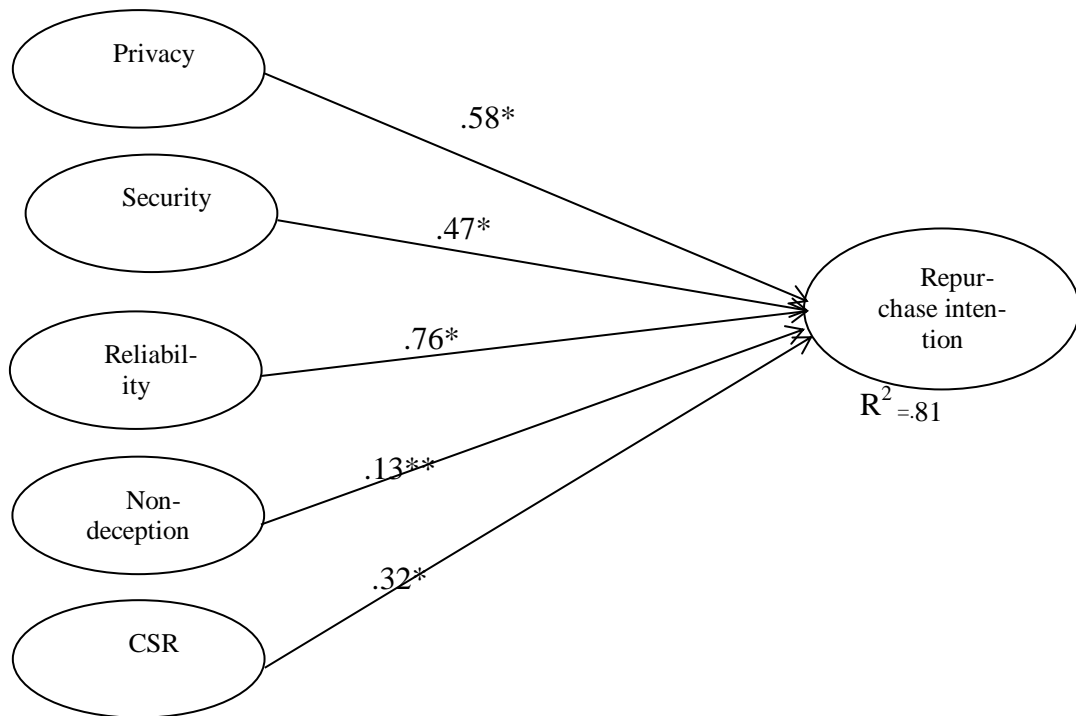 Privacy
.58*
Security
.47*
Repur-
chase inten-
tion
Reliabil-
ity
.76*
R² =.81
Non-
deception
.13**
CSR
.32*